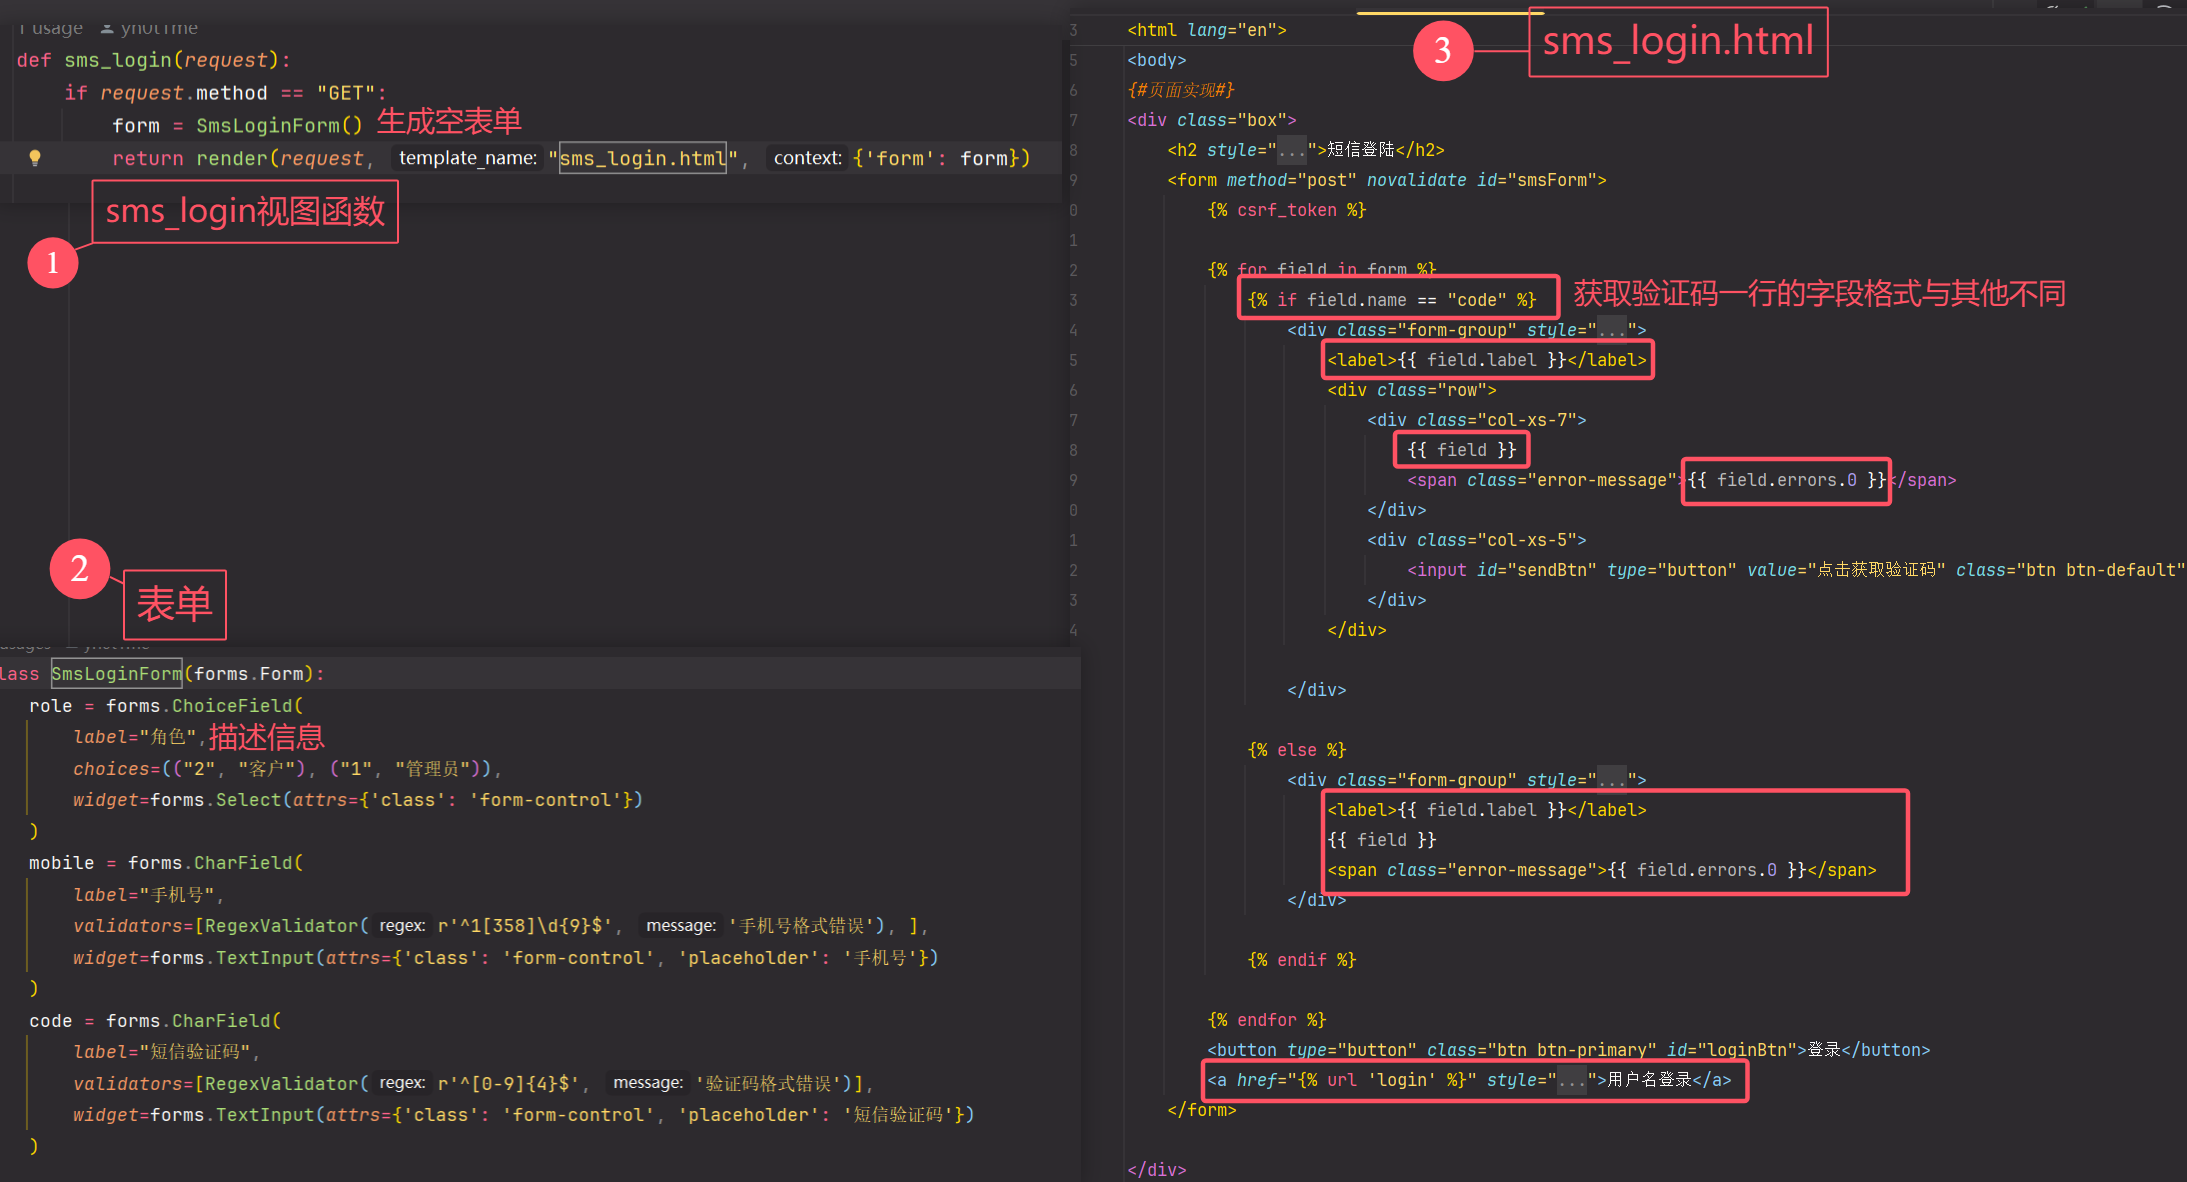 1 usage ynotme
def sms_login(request):
if request.method == "GET":
form = SmsLoginForm() 生成空表单
return render(request, template_name: "sms_login.html", context: {'form': form})
sms_login视图函数
1
2
表单
usages ynotme
lass SmsLoginForm(forms.Form):
role = forms.ChoiceField(
label="角色", 描述信息
choices=(("2", "客户"), ("1", "管理员")),
widget=forms.Select(attrs={'class': 'form-control'})
)
mobile = forms.CharField(
label="手机号",
validators=[RegexValidator( regex: r'^1[358]\d{9}$', message: '手机号格式错误'), ],
widget=forms.TextInput(attrs={'class': 'form-control', 'placeholder': '手机号'})
)
code = forms.CharField(
label="短信验证码",
validators=[RegexValidator( regex: r'^[0-9]{4}$', message: '验证码格式错误')],
widget=forms.TextInput(attrs={'class': 'form-control', 'placeholder': '短信验证码'})
)
3
sms_login.html
3 <html lang="en">
5 <body>
6 {#页面实现#}
7 <div class="box">
8 <h2 style="...">短信登陆</h2>
9 <form method="post" novalidate id="smsForm">
0 {% csrf_token %}
1
2 {% for field in form %}
3 {% if field.name == "code" %} 获取验证码一行的字段格式与其他不同
4 <div class="form-group" style="...">
5 <label>{{ field.label }}</label>
6 <div class="row">
7 <div class="col-xs-7">
8 {{ field }}
9 <span class="error-message">{{ field.errors.0 }}</span>
0 </div>
1 <div class="col-xs-5">
2 <input id="sendBtn" type="button" value="点击获取验证码" class="btn btn-default"
3 </div>
4 </div>
</div>
{% else %}
<div class="form-group" style="...">
<label>{{ field.label }}</label>
{{ field }}
<span class="error-message">{{ field.errors.0 }}</span>
</div>
{% endif %}
{% endfor %}
<button type="button" class="btn btn-primary" id="loginBtn">登录</button>
<a href="{% url 'login' %}" style="...">用户名登录</a>
</form>
</div>